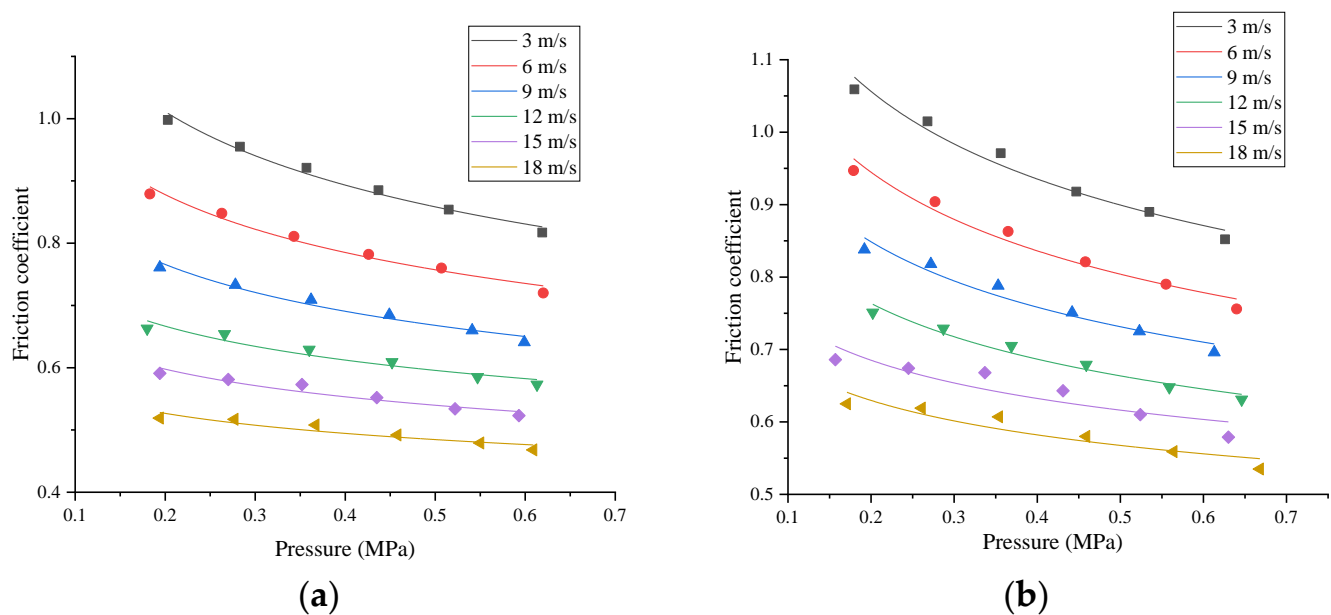 3 m/s
6 m/s
9 m/s
12 m/s
15 m/s
18 m/s
1.0
0.8
0.6
0.4
Friction coefficient
0.1 0.2 0.3 0.4 0.5 0.6 0.7
Pressure (MPa)
(a)
3 m/s
6 m/s
9 m/s
12 m/s
15 m/s
18 m/s
1.1
1.0
0.9
0.8
0.7
0.6
0.5
Friction coefficient
0.1 0.2 0.3 0.4 0.5 0.6 0.7
Pressure (MPa)
(b)